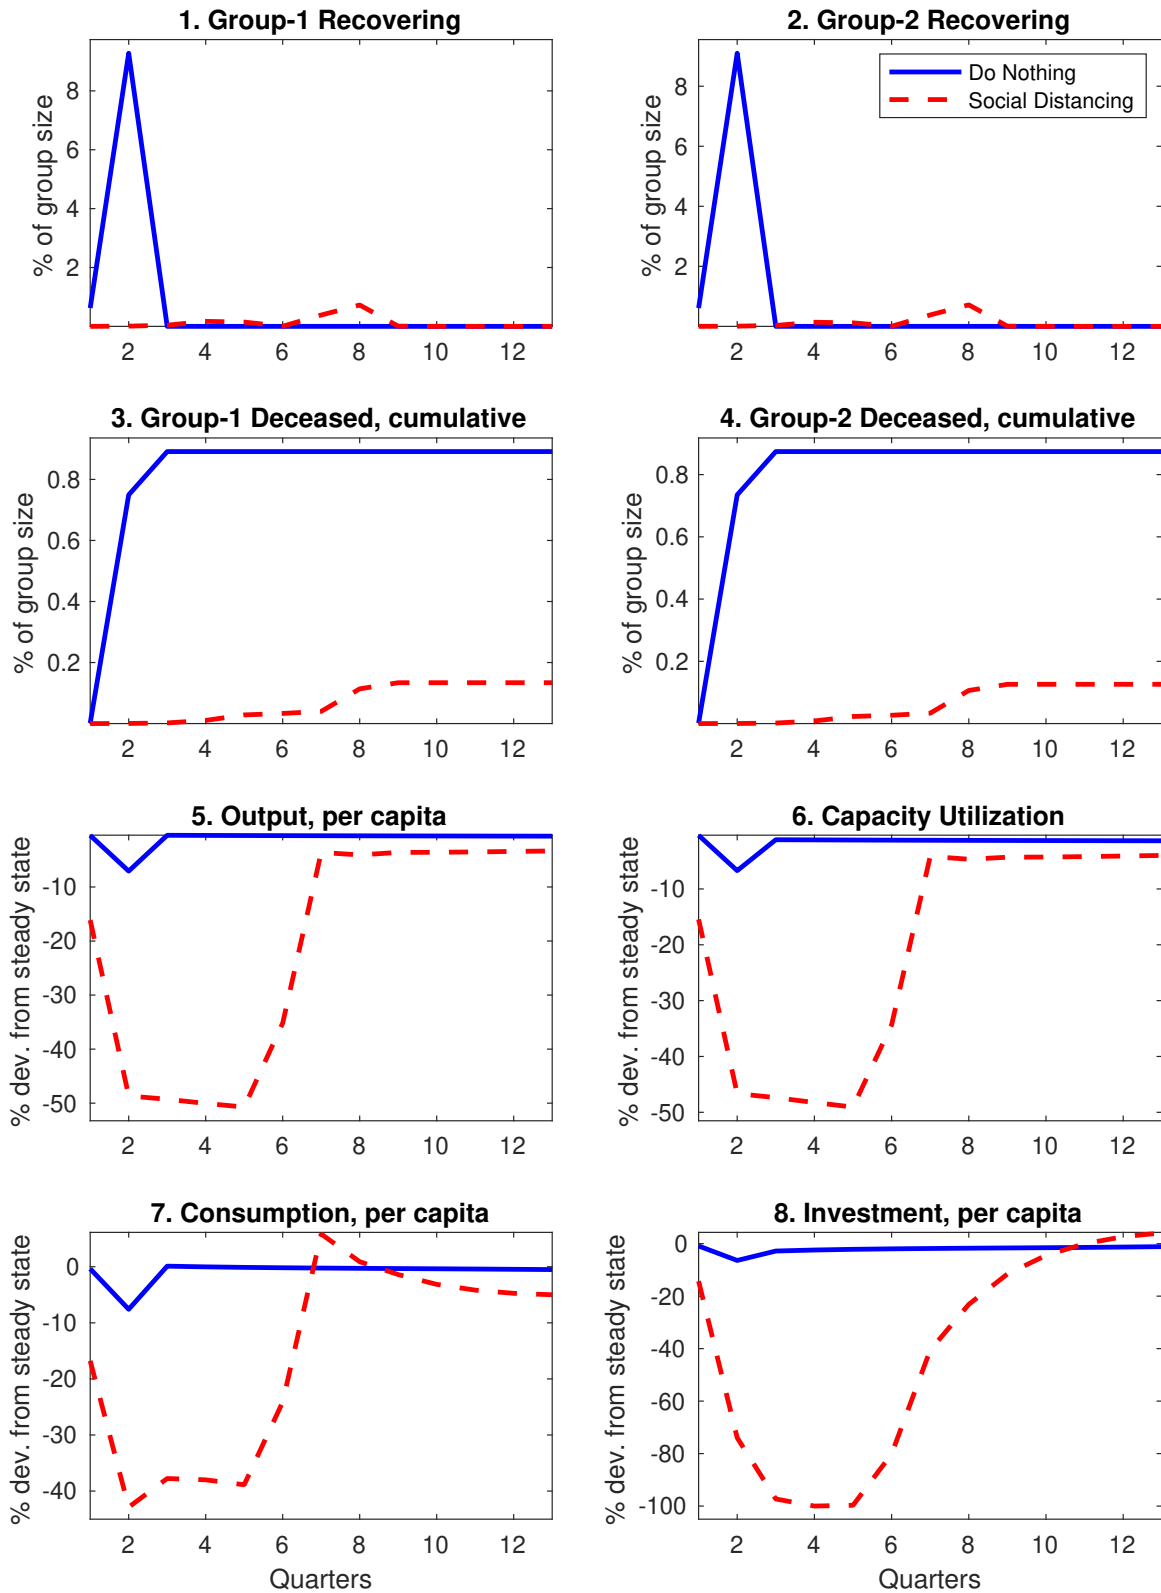 1. Group-1 Recovering
% of group size
8
6
4
2
2 4 6 8 10 12
2. Group-2 Recovering
Do Nothing
Social Distancing
% of group size
8
6
4
2
2 4 6 8 10 12
3. Group-1 Deceased, cumulative
% of group size
0.8
0.6
0.4
0.2
2 4 6 8 10 12
4. Group-2 Deceased, cumulative
% of group size
0.8
0.6
0.4
0.2
2 4 6 8 10 12
5. Output, per capita
% dev. from steady state
-10
-20
-30
-40
-50
2 4 6 8 10 12
6. Capacity Utilization
% dev. from steady state
-10
-20
-30
-40
-50
2 4 6 8 10 12
7. Consumption, per capita
% dev. from steady state
0
-10
-20
-30
-40
2 4 6 8 10 12
Quarters
8. Investment, per capita
% dev. from steady state
0
-20
-40
-60
-80
-100
2 4 6 8 10 12
Quarters